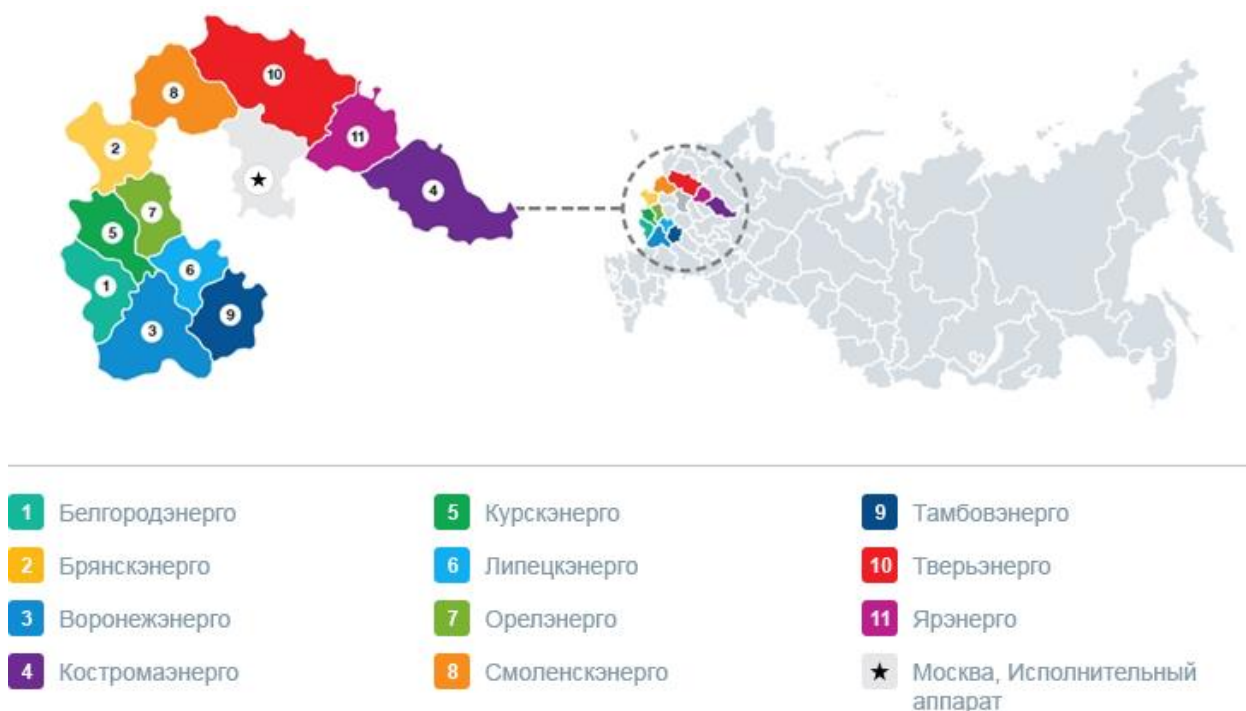 10
8
11
2
★
4
7
5
6
1
9
3
1 Белгородэнерго
5 Курскэнерго
9 Тамбовэнерго
2 Брянскэнерго
6 Липецкэнерго
10 Тверьэнерго
3 Воронежэнерго
7 Орелэнерго
11 Ярэнерго
4 Костромаэнерго
8 Смоленскэнерго
★ Москва, Исполнительный
аппарат